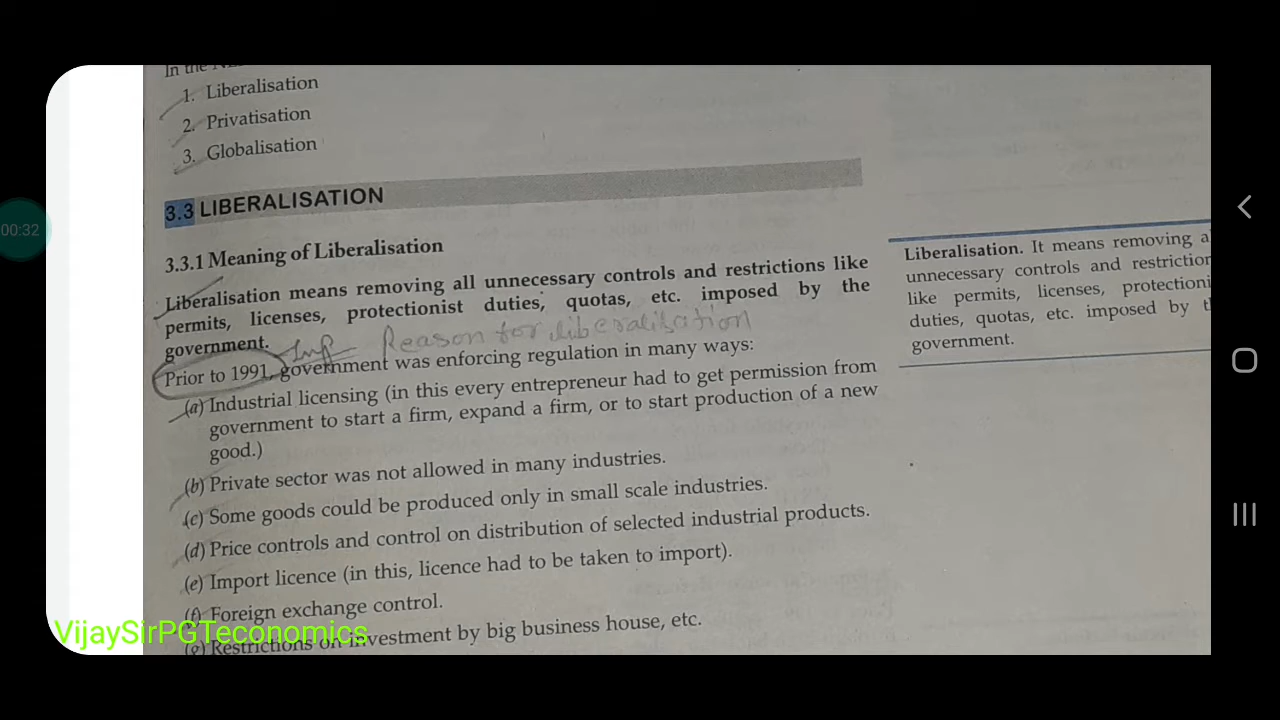 In the
1. Liberalisation
2. Privatisation
3. Globalisation
3.3 LIBERALISATION
3.3.1 Meaning of Liberalisation
Liberalisation means removing all unnecessary controls and restrictions like
permits, licenses, protectionist duties, quotas, etc. imposed by the
government.
Imp Reason for liberalisation
Prior to 1991, government was enforcing regulation in many ways:
(a) Industrial licensing (in this every entrepreneur had to get permission from
government to start a firm, expand a firm, or to start production of a new
good.)
(b) Private sector was not allowed in many industries.
(c) Some goods could be produced only in small scale industries.
(d) Price controls and control on distribution of selected industrial products.
(e) Import licence (in this, licence had to be taken to import).
(f) Foreign exchange control.
(g) Restrictions on investment by big business house, etc.
Liberalisation. It means removing
unnecessary controls and
like permits, licenses,
duties, quotas, etc. imposed by
government.
00:32
VijaySirPGTeconomics